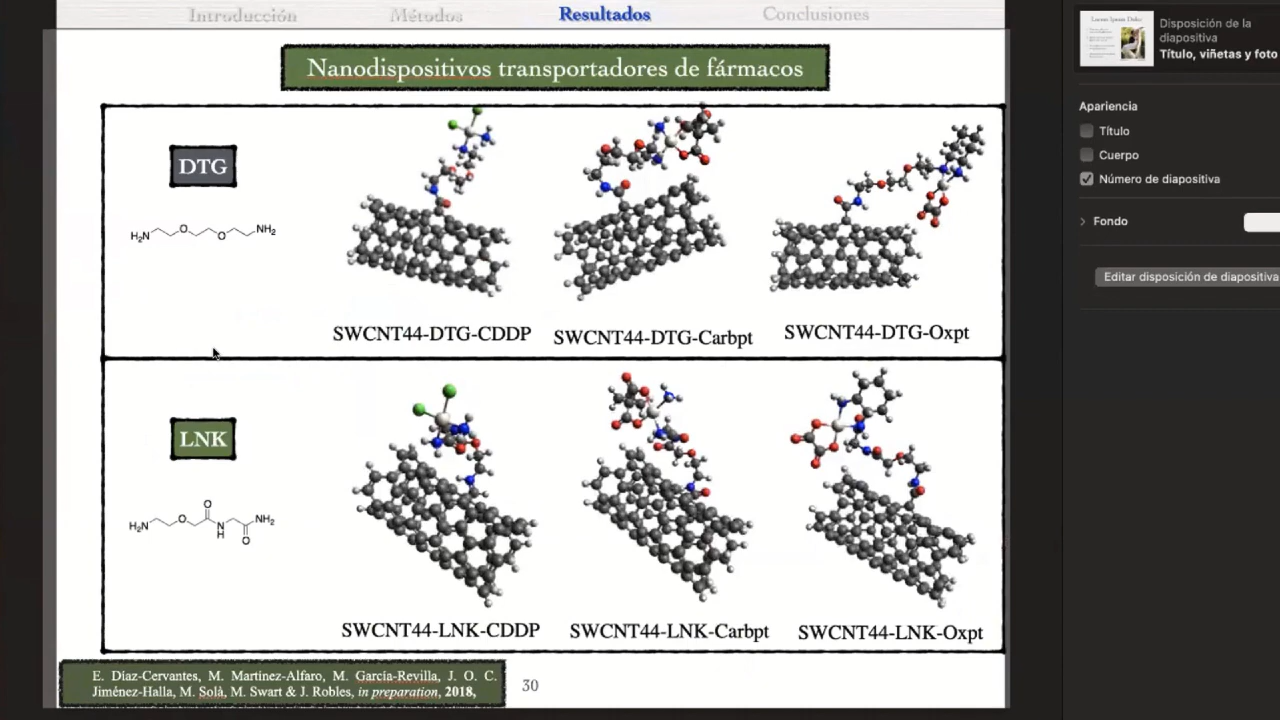 Introducción Métodos Resultados Conclusiones
Nanodispositivos transportadores de fármacos
DTG
H₂N O O NH₂
SWCNT44-DTG-CDDP SWCNT44-DTG-Carbpt SWCNT44-DTG-Oxpt
LNK
H₂N O O N H O NH₂
SWCNT44-LNK-CDDP SWCNT44-LNK-Carbpt SWCNT44-LNK-Oxpt
E. Díaz-Cervantes, M. Martínez-Alfaro, M. García-Revilla, J. O. C.
Jiménez-Halla, M. Solà, M. Swart & J. Robles, in preparation, 2018,
30
Disposición de la
diapositiva
Título, viñetas y foto
Apariencia
Título
Cuerpo
Número de diapositiva
Fondo
Editar disposición de diapositiva